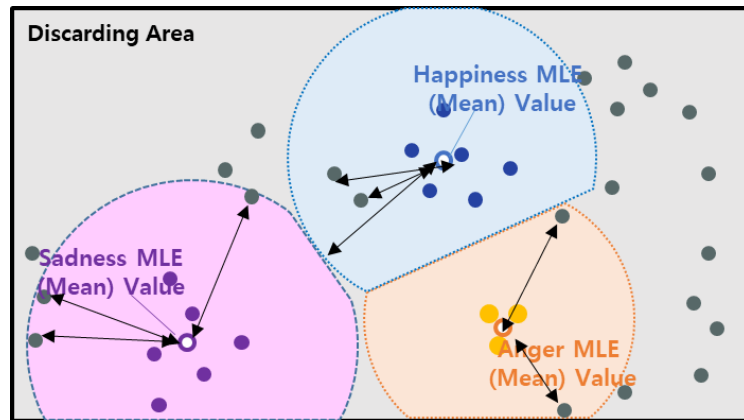 Discarding Area
Happiness MLE
(Mean) Value
Sadness MLE
(Mean) Value
Anger MLE
(Mean) Value